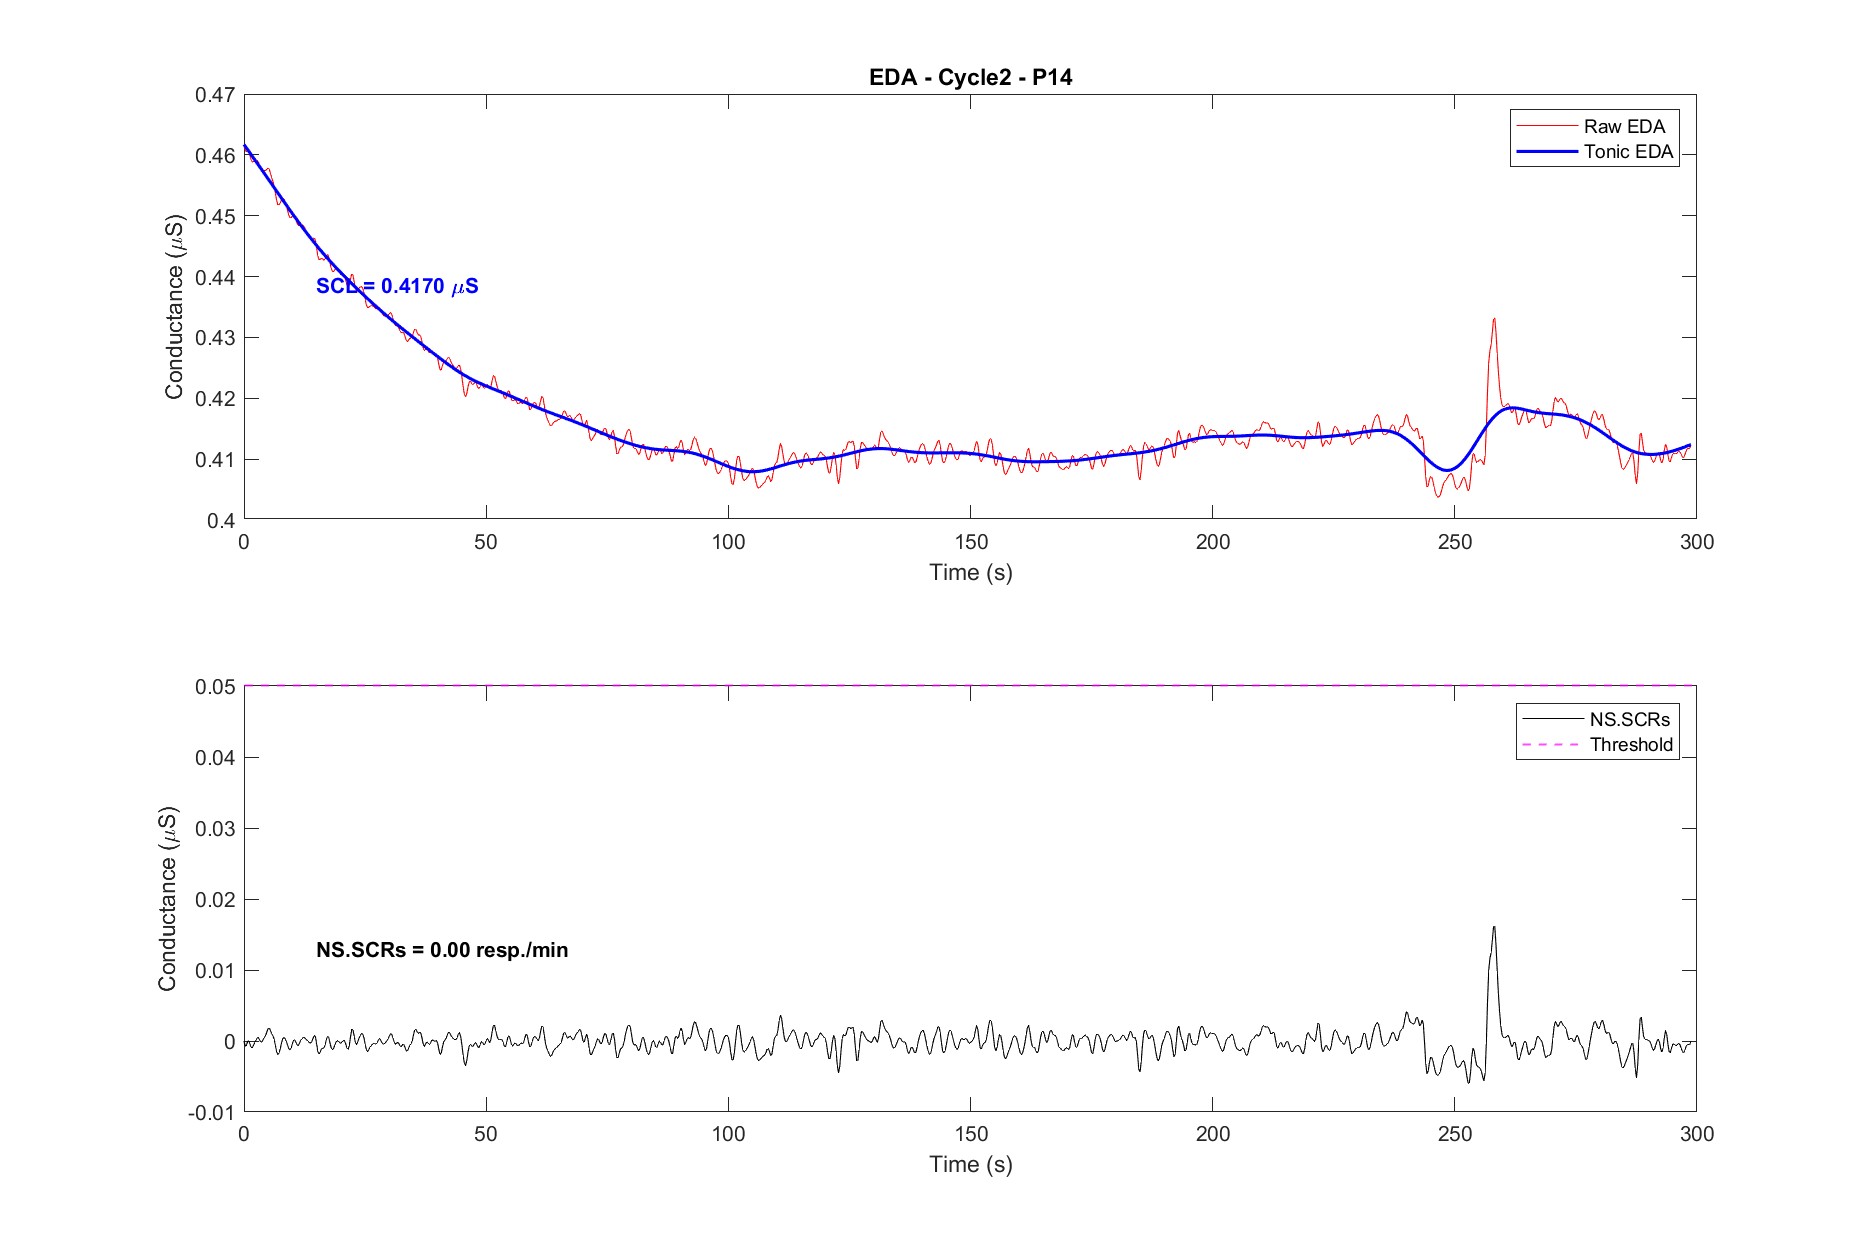 EDA - Cycle2 - P14
Conductance (μS)
0.47
0.46
0.45
0.44
0.43
0.42
0.41
0.4
Raw EDA
Tonic EDA
SCL = 0.4170 μS
0 50 100 150 200 250 300
Time (s)
Conductance (μS)
0.05
0.04
0.03
0.02
0.01
0
-0.01
NS.SCRs
Threshold
NS.SCRs = 0.00 resp./min
0 50 100 150 200 250 300
Time (s)